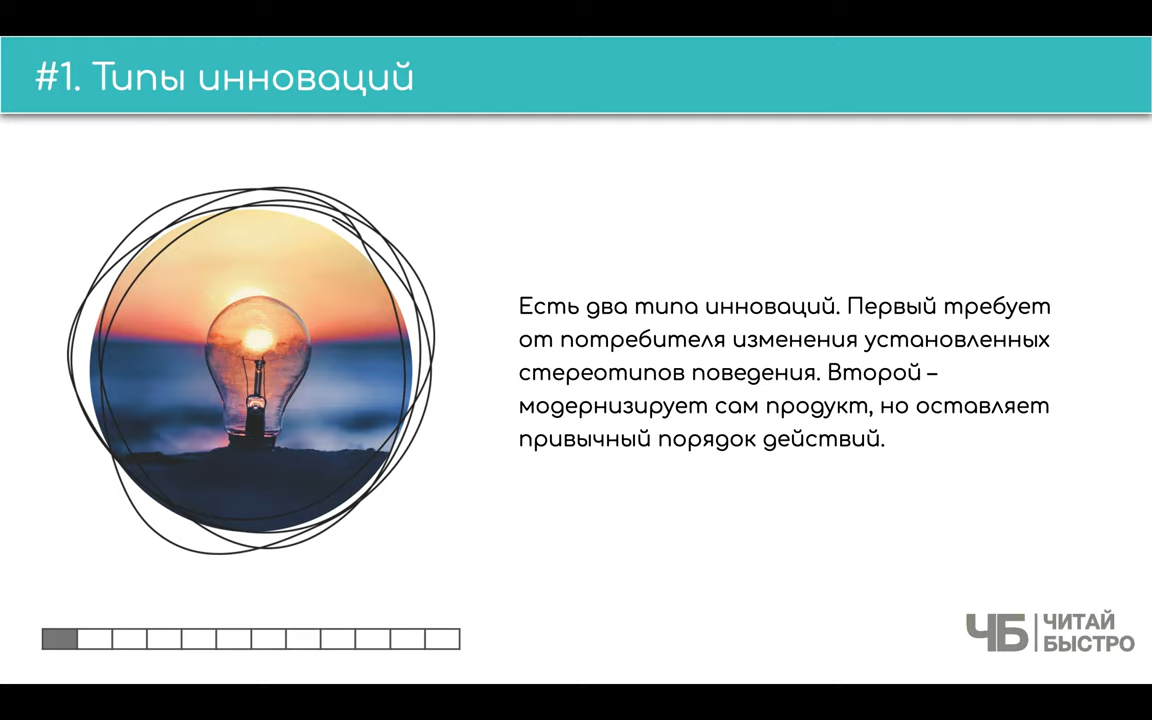 #1. Типы инноваций
Есть два типа инноваций. Первый требует
от потребителя изменения установленных
стереотипов поведения. Второй –
модернизирует сам продукт, но оставляет
привычный порядок действий.
ЧБ ЧИТАЙ
БЫСТРО